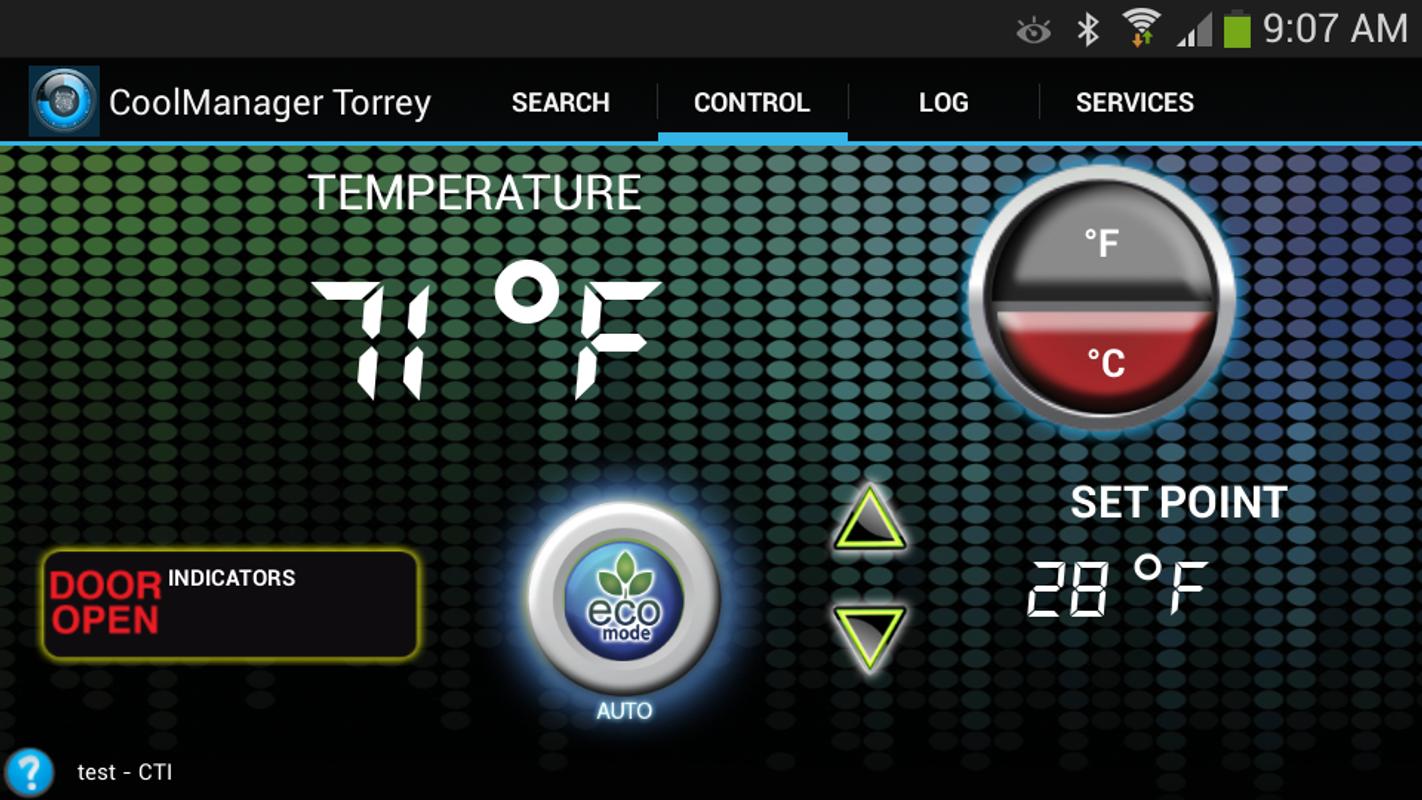 9:07 AM
CoolManager Torrey
SEARCH
CONTROL
LOG
SERVICES
TEMPERATURE
71 °F
°F
°C
SET POINT
28 °F
DOOR
OPEN
INDICATORS
eco
mode
AUTO
?
test - CTI